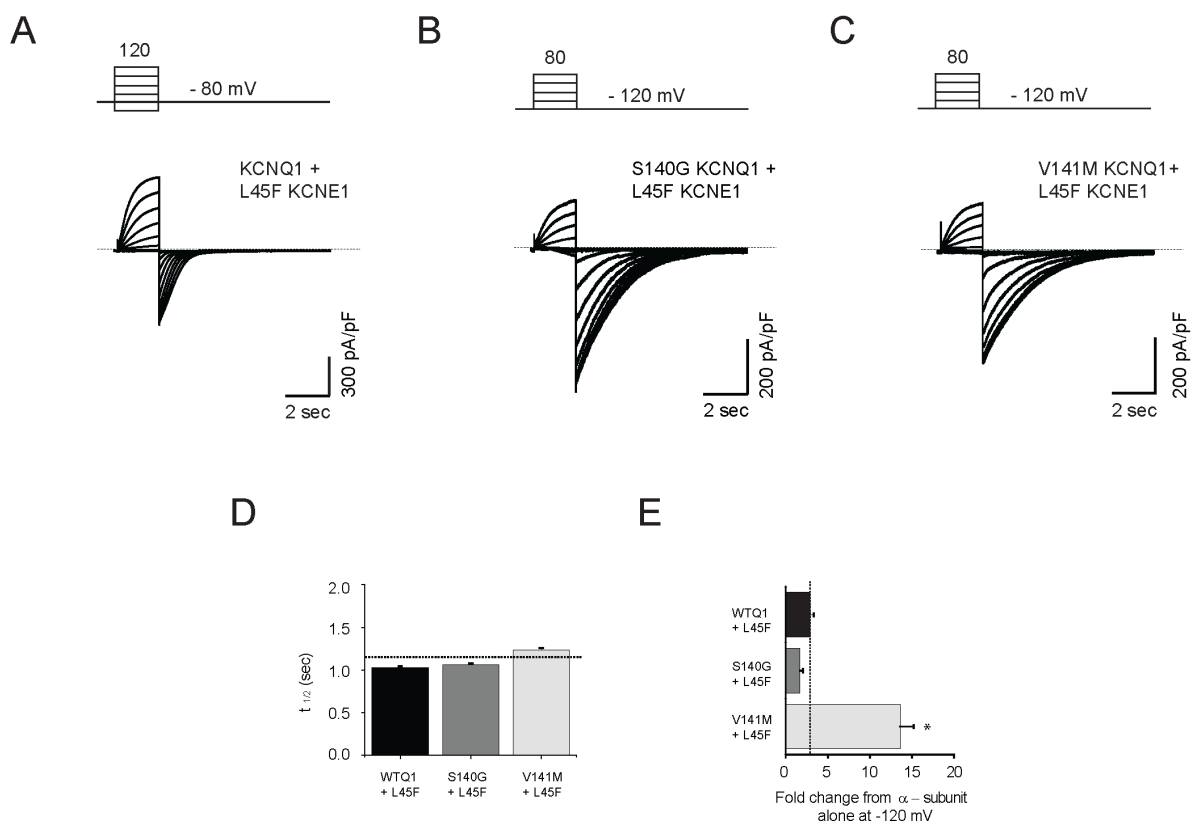 A
B
C
120
- 80 mV
80
- 120 mV
80
- 120 mV
KCNQ1 +
L45F KCNE1
S140G KCNQ1 +
L45F KCNE1
V141M KCNQ1+
L45F KCNE1
300 pA/pF
2 sec
200 pA/pF
2 sec
200 pA/pF
2 sec
D
E
2.0
1.5
1.0
0.5
0.0
t 1/2 (sec)
WTQ1
+ L45F
S140G
+ L45F
V141M
+ L45F
WTQ1
+ L45F
S140G
+ L45F
V141M
+ L45F
*
0 5 10 15 20
Fold change from α – subunit
alone at -120 mV